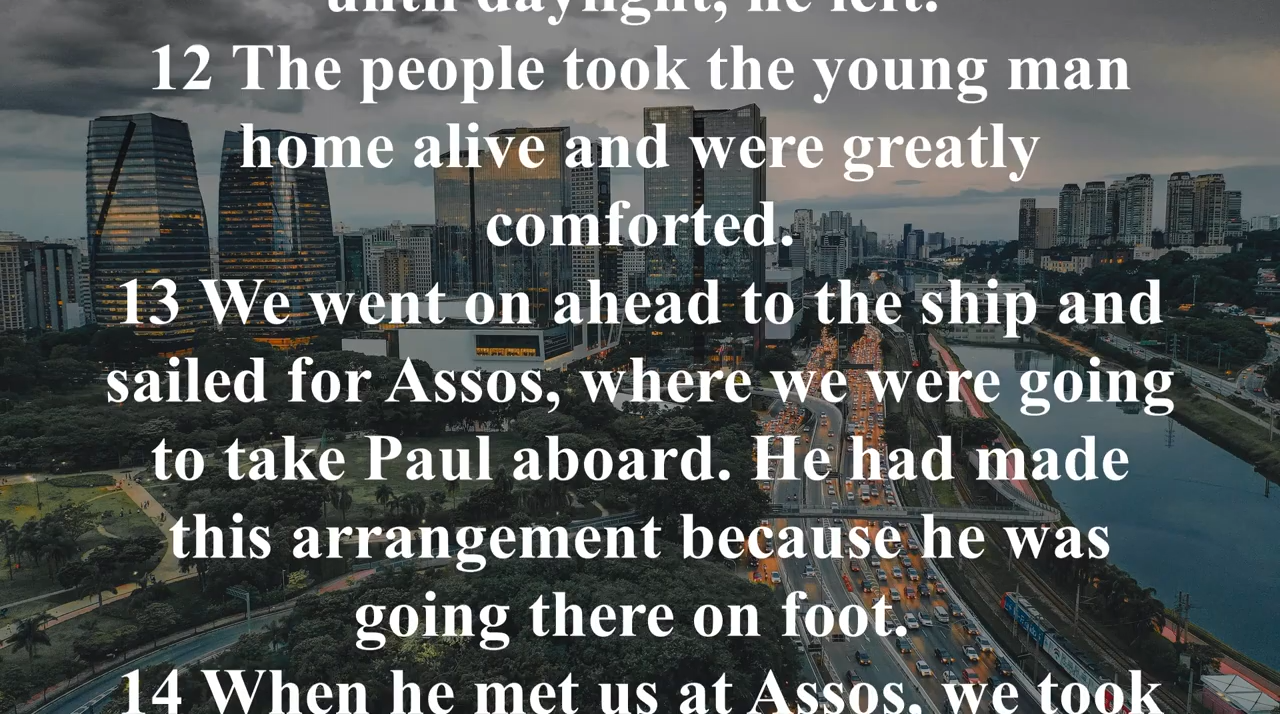 until daylight, he left.
12 The people took the young man
home alive and were greatly
comforted.
13 We went on ahead to the ship and
sailed for Assos, where we were going
to take Paul aboard. He had made
this arrangement because he was
going there on foot.
14 When he met us at Assos, we took